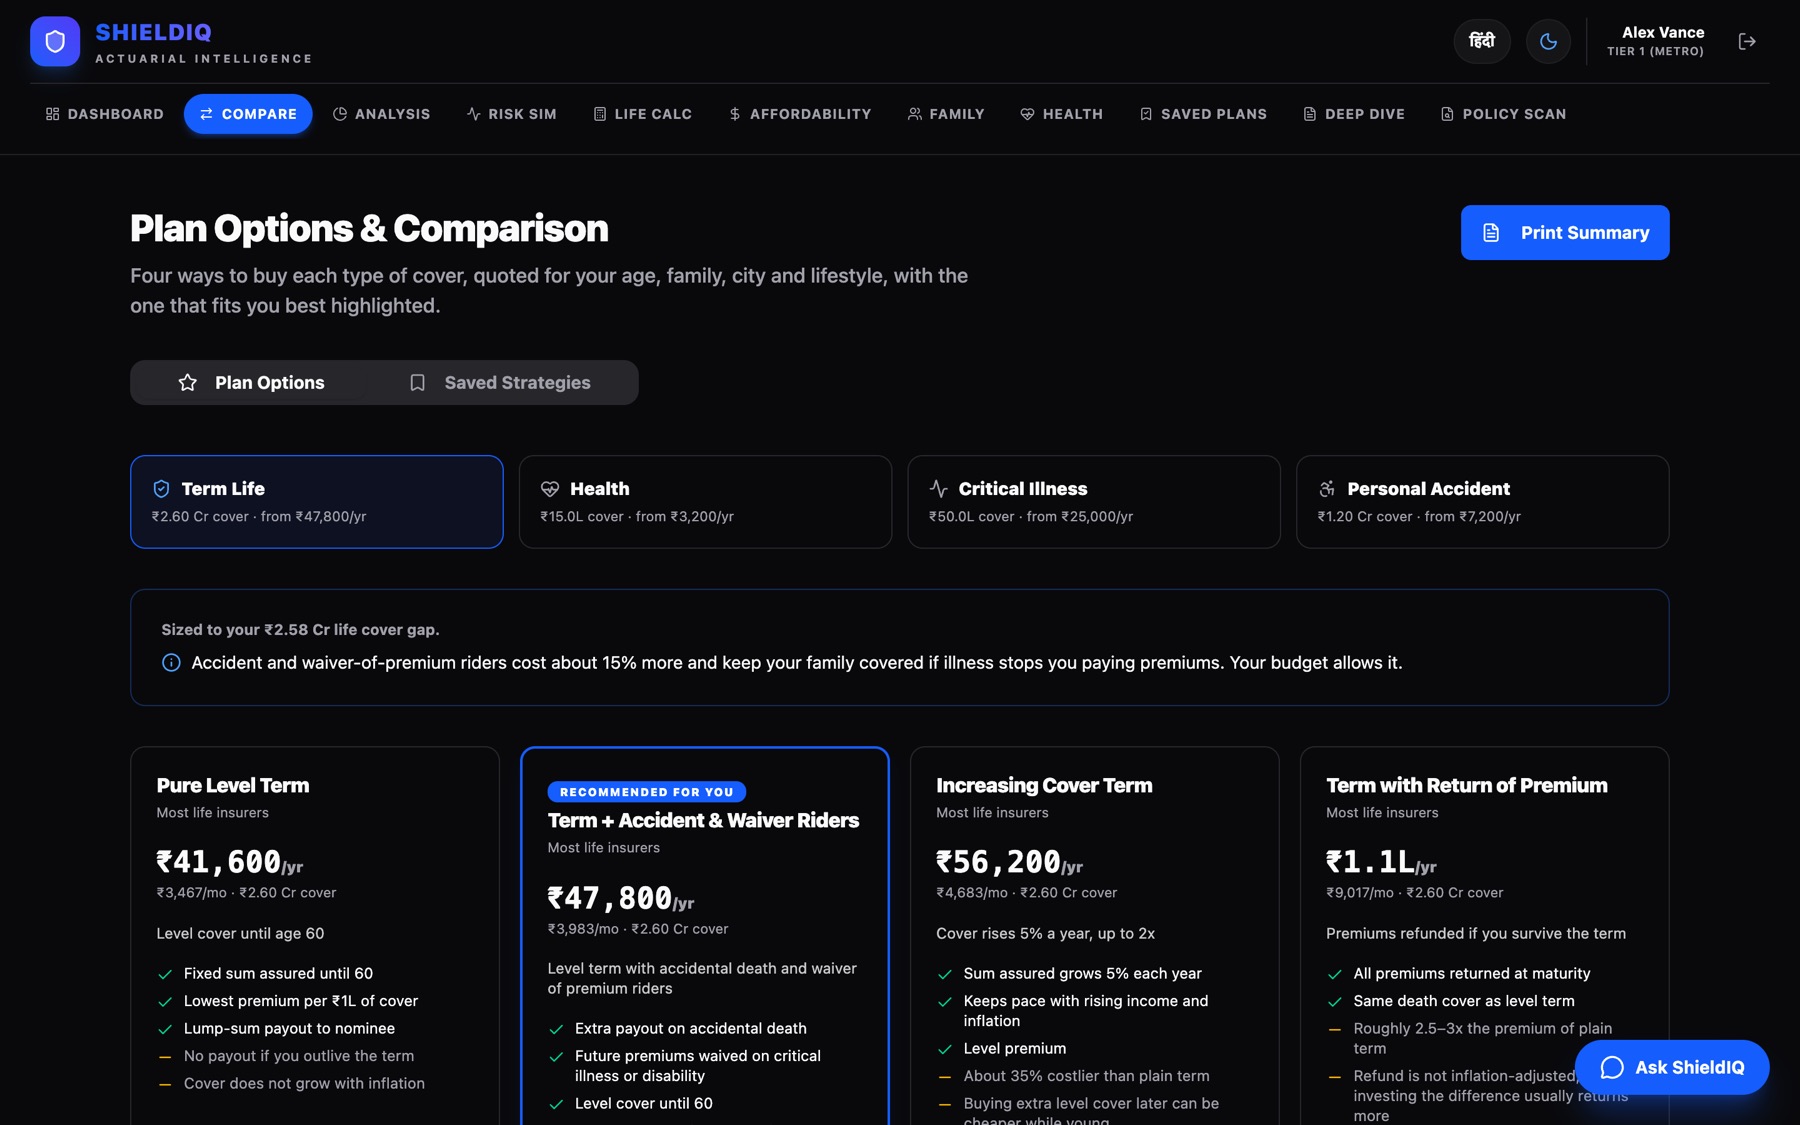 SHIELDIQ
ACTUARIAL INTELLIGENCE
हिंदी
Alex Vance
TIER 1 (METRO)
DASHBOARD
COMPARE
ANALYSIS
RISK SIM
LIFE CALC
AFFORDABILITY
FAMILY
HEALTH
SAVED PLANS
DEEP DIVE
POLICY SCAN
Plan Options & Comparison
Four ways to buy each type of cover, quoted for your age, family, city and lifestyle, with the
one that fits you best highlighted.
Print Summary
Plan Options
Saved Strategies
Term Life
₹2.60 Cr cover · from ₹47,800/yr
Health
₹15.0L cover · from ₹3,200/yr
Critical Illness
₹50.0L cover · from ₹25,000/yr
Personal Accident
₹1.20 Cr cover · from ₹7,200/yr
Sized to your ₹2.58 Cr life cover gap.
Accident and waiver-of-premium riders cost about 15% more and keep your family covered if illness stops you paying premiums. Your budget allows it.
Pure Level Term
Most life insurers
₹41,600/yr
₹3,467/mo · ₹2.60 Cr cover
Level cover until age 60
Fixed sum assured until 60
Lowest premium per ₹1L of cover
Lump-sum payout to nominee
No payout if you outlive the term
Cover does not grow with inflation
RECOMMENDED FOR YOU
Term + Accident & Waiver Riders
Most life insurers
₹47,800/yr
₹3,983/mo · ₹2.60 Cr cover
Level term with accidental death and waiver
of premium riders
Extra payout on accidental death
Future premiums waived on critical
illness or disability
Level cover until 60
Increasing Cover Term
Most life insurers
₹56,200/yr
₹4,683/mo · ₹2.60 Cr cover
Cover rises 5% a year, up to 2x
Sum assured grows 5% each year
Keeps pace with rising income and
inflation
Level premium
About 35% costlier than plain term
Buying extra level cover later can be
cheaper while young
Term with Return of Premium
Most life insurers
₹1.1L/yr
₹9,017/mo · ₹2.60 Cr cover
Premiums refunded if you survive the term
All premiums returned at maturity
Same death cover as level term
Roughly 2.5–3x the premium of plain
term
Refund is not inflation-adjusted,
investing the difference usually returns
more
Ask ShieldIQ